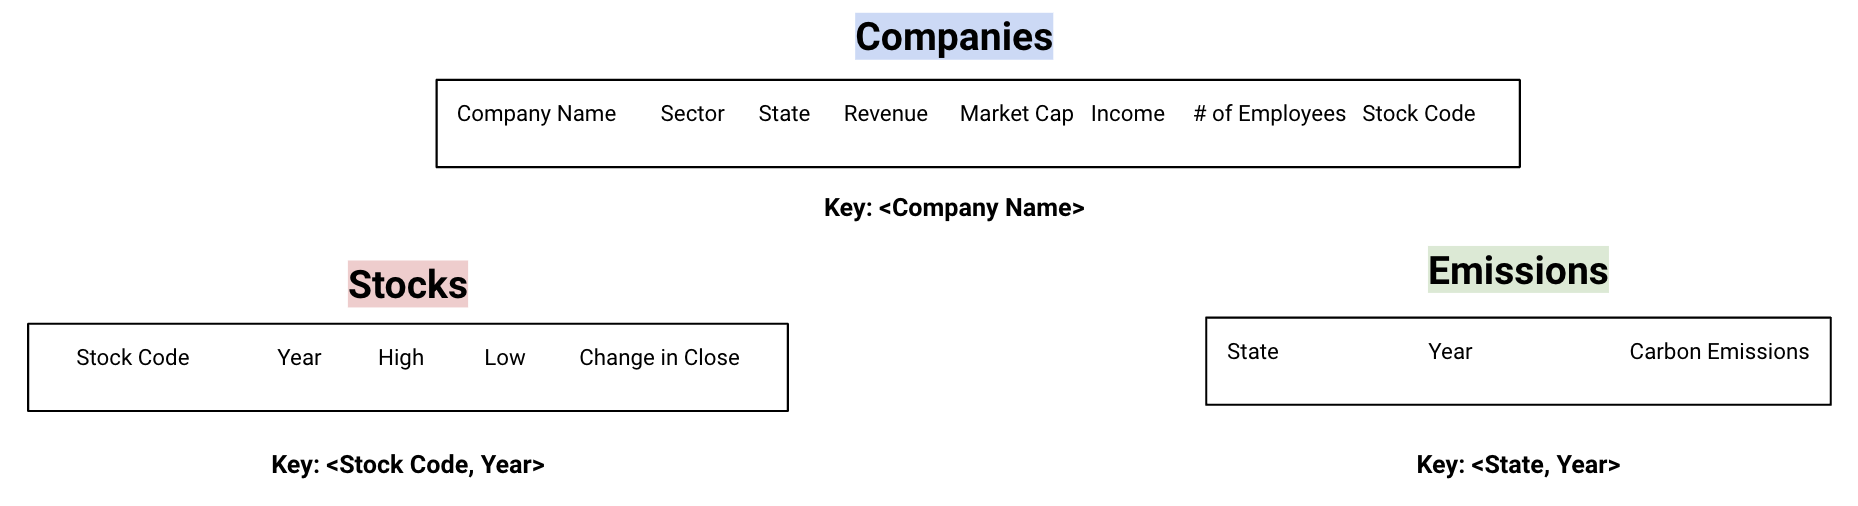 Companies
Company Name Sector State Revenue Market Cap Income # of Employees Stock Code
Key: <Company Name>
Stocks
Stock Code Year High Low Change in Close
Key: <Stock Code, Year>
Emissions
State Year Carbon Emissions
Key: <State, Year>